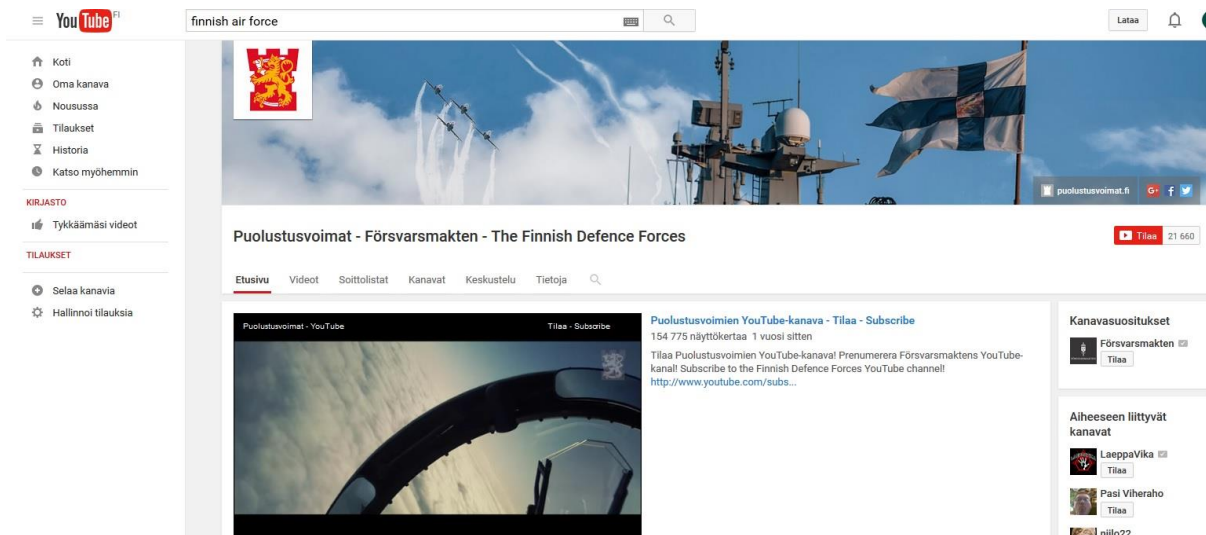 YouTube FI
finnish air force
Lataa
Koti
Oma kanava
Nousussa
Tilaukset
Historia
Katso myöhemmin
KIRJASTO
Tykkäämäsi videot
TILAUKSET
Selaa kanavia
Hallinnoi tilauksia
puolustusvoimat.fi G+ f
Puolustusvoimat - Försvarsmakten - The Finnish Defence Forces
Tilaa 21 660
Etusivu Videot Soittolistat Kanavat Keskustelu Tietoja
Puolustusvoimat - YouTube Tilaa - Subscribe
Puolustusvoimien YouTube-kanava - Tilaa - Subscribe
154 775 näyttökertaa 1 vuosi sitten
Tilaa Puolustusvoimien YouTube-kanava! Prenumerera Försvarsmaktens YouTube-
kanal! Subscribe to the Finnish Defence Forces YouTube channel!
http://www.youtube.com/subs...
Kanavasuositukset
Försvarsmakten
Tilaa
Aiheeseen liittyvät
kanavat
LaeppaVika
Tilaa
Pasi Viheraho
Tilaa
niilo22